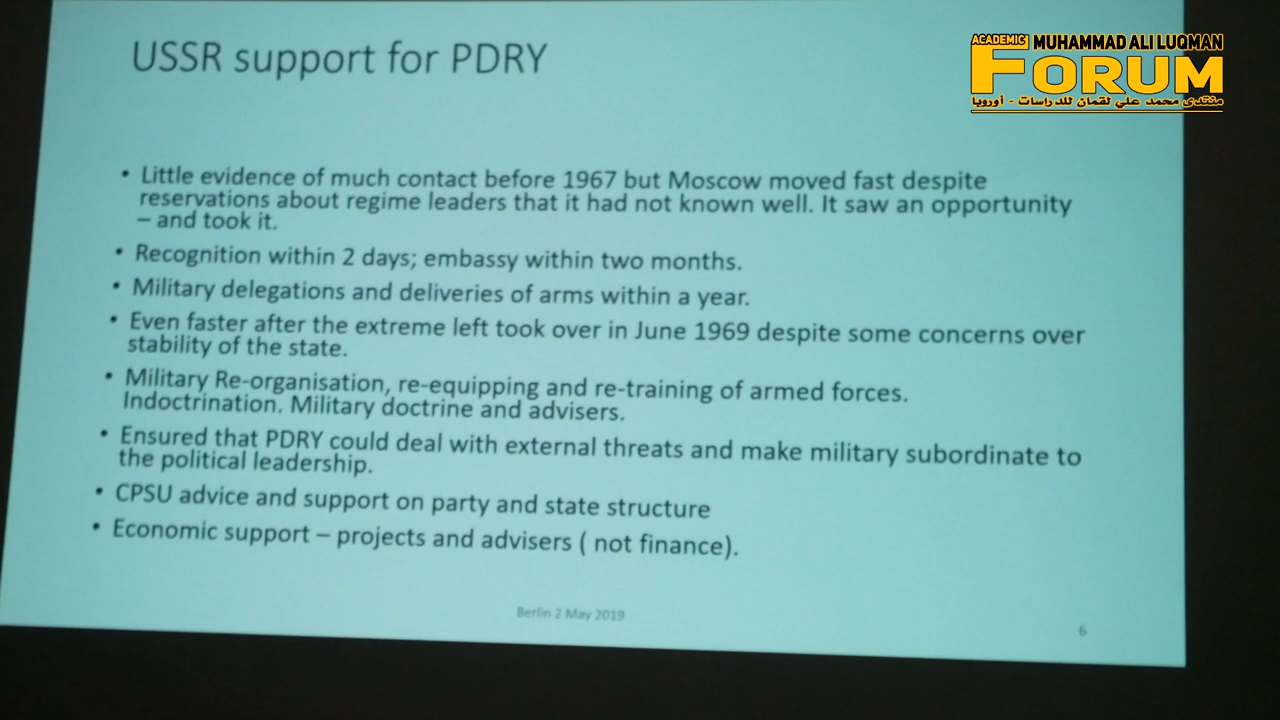 USSR support for PDRY
ACADEMIC MUHAMMAD ALI LUQMAN
FORUM
منتدى محمد علي لقمان للدراسات - أوروبا
• Little evidence of much contact before 1967 but Moscow moved fast despite
reservations about regime leaders that it had not known well. It saw an opportunity
– and took it.
• Recognition within 2 days; embassy within two months.
• Military delegations and deliveries of arms within a year.
• Even faster after the extreme left took over in June 1969 despite some concerns over
stability of the state.
• Military Re-organisation, re-equipping and re-training of armed forces.
Indoctrination. Military doctrine and advisers.
• Ensured that PDRY could deal with external threats and make military subordinate to
the political leadership.
• CPSU advice and support on party and state structure
• Economic support – projects and advisers ( not finance).
Berlin 2 May 2019
6